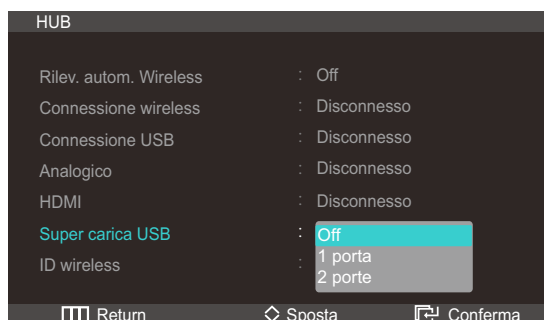 HUB
Rilev. autom. Wireless : Off
Connessione wireless : Disconnesso
Connessione USB : Disconnesso
Analogico : Disconnesso
HDMI : Disconnesso
Super carica USB : Off
1 porta
ID wireless :
2 porte
Return Sposta Conferma